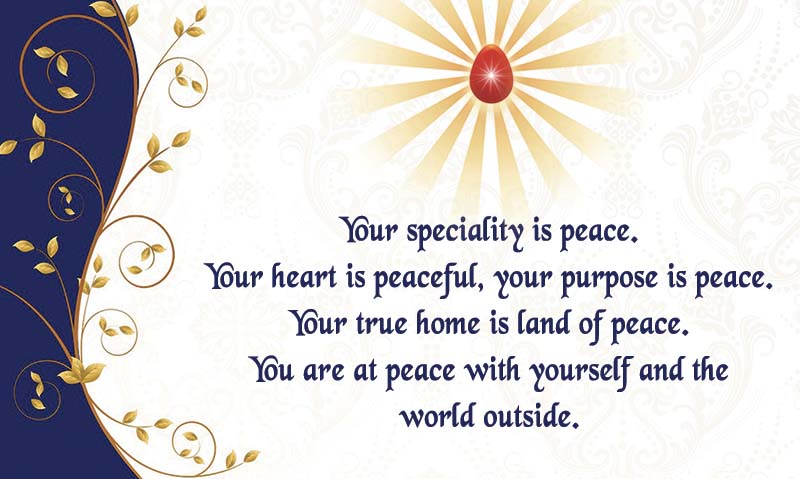 Your speciality is peace.
Your heart is peaceful, your purpose is peace.
Your true home is land of peace.
You are at peace with yourself and the
world outside.